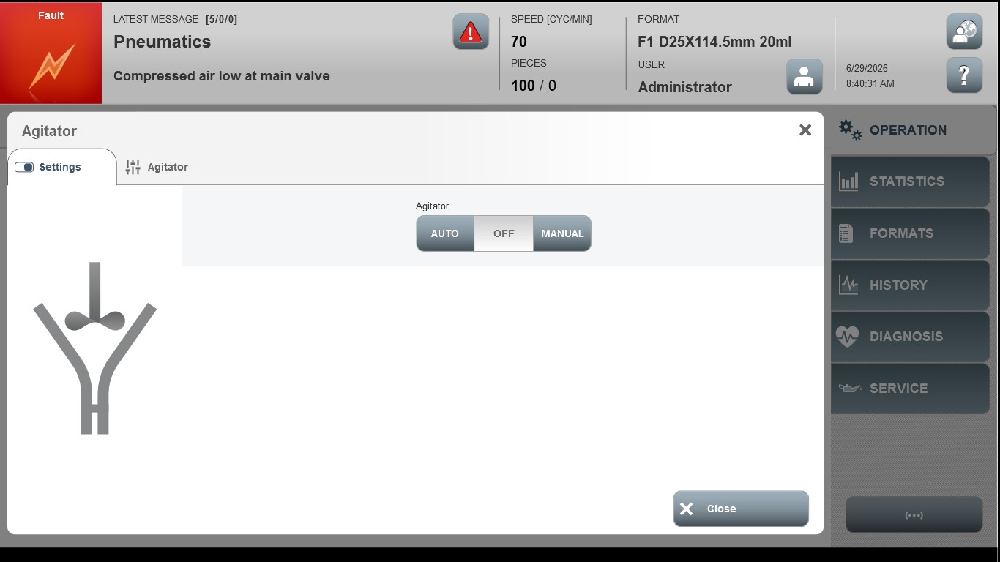 Fault
LATEST MESSAGE [5/0/0]
Pneumatics
Compressed air low at main valve
SPEED [CYC/MIN]
70
PIECES
100 / 0
FORMAT
F1 D25X114.5mm 20ml
USER
Administrator
6/29/2026
8:40:31 AM
?
Agitator
Settings
Agitator
Agitator
AUTO OFF MANUAL
Close
OPERATION
STATISTICS
FORMATS
HISTORY
DIAGNOSIS
SERVICE
(•••)